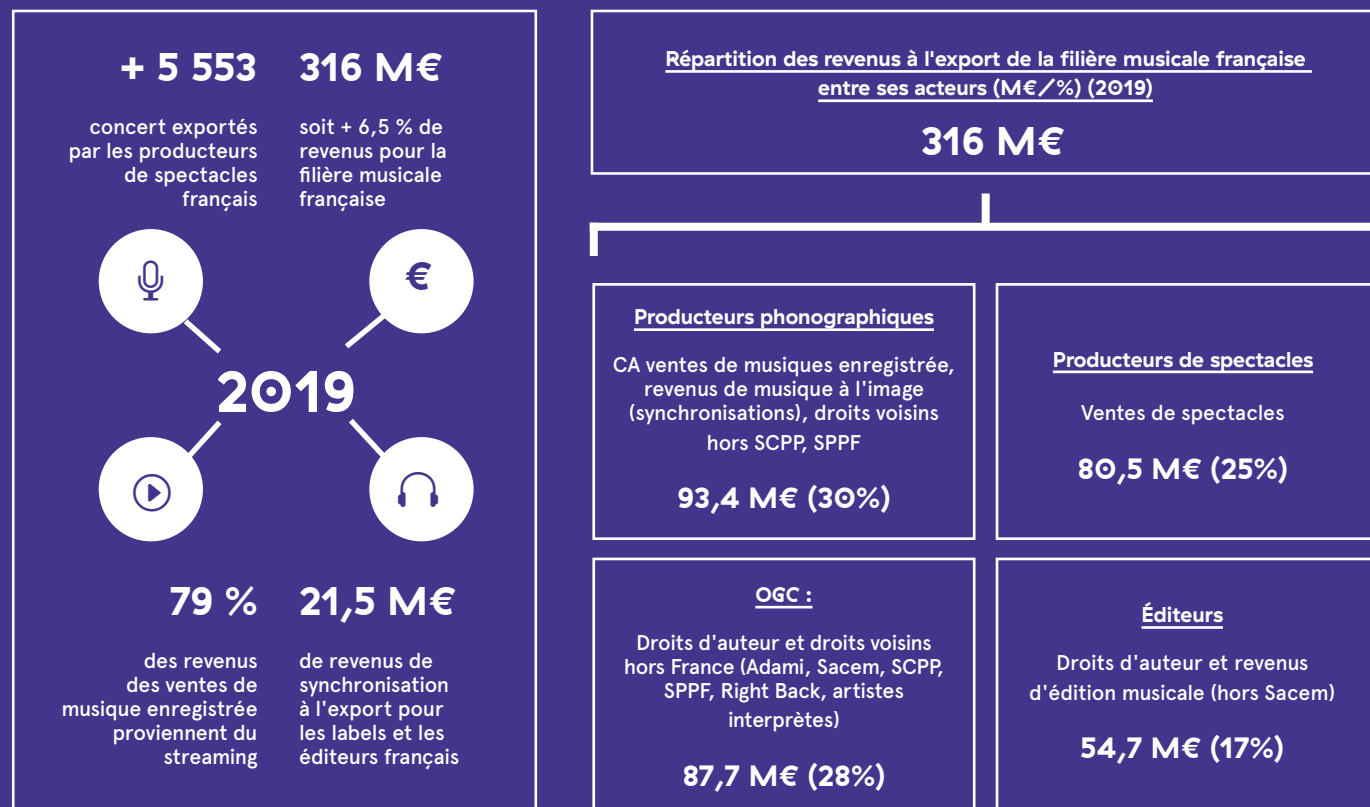 + 5 553
concert exportés
par les producteurs
de spectacles
français
316 M€
soit + 6,5 % de
revenus pour la
filière musicale
française
€
2019
79 %
des revenus
des ventes de
musique enregistrée
proviennent du
streaming
21,5 M€
de revenus de
synchronisation
à l'export pour
les labels et les
éditeurs français
Répartition des revenus à l'export de la filière musicale française
entre ses acteurs (M€/%) (2019)
316 M€
Producteurs phonographiques
CA ventes de musiques enregistrée,
revenus de musique à l'image
(synchronisations), droits voisins
hors SCPP, SPPF
93,4 M€ (30%)
Producteurs de spectacles
Ventes de spectacles
80,5 M€ (25%)
OGC :
Droits d'auteur et droits voisins
hors France (Adami, Sacem, SCPP,
SPPF, Right Back, artistes
interprètes)
87,7 M€ (28%)
Éditeurs
Droits d'auteur et revenus
d'édition musicale (hors Sacem)
54,7 M€ (17%)